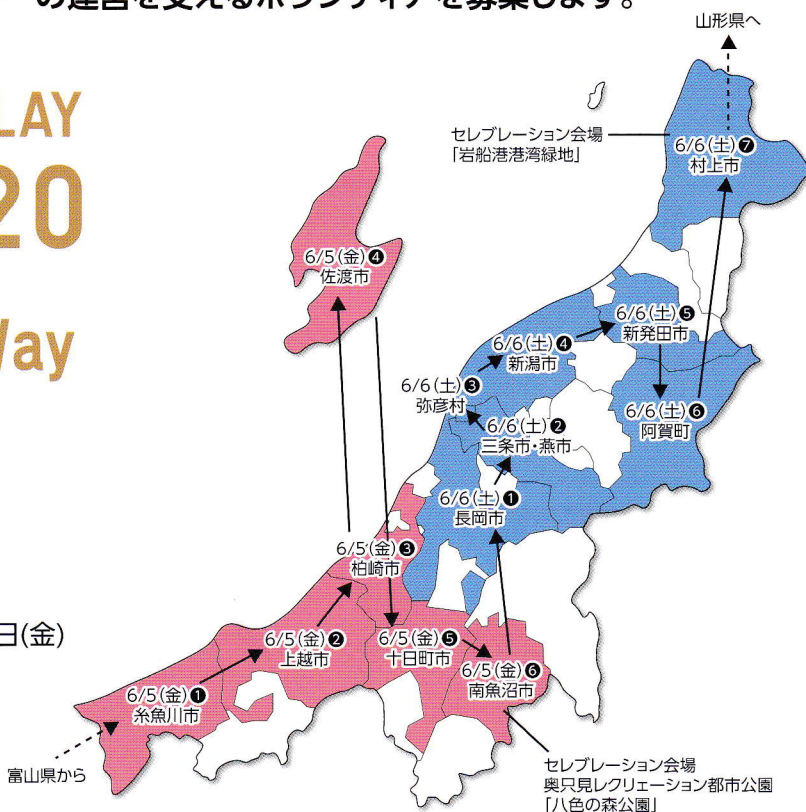 の運営を支えるボランティアを募集します。
山形県へ
LAY
20
Way
セレブレーション会場
「岩船港港湾緑地」
6/6(土)❼
村上市
6/5(金)❹
佐渡市
6/6(土)❺
新発田市
6/6(土)❹
新潟市
6/6(土)❸
弥彦村
6/6(土)❻
阿賀町
6/6(土)❷
三条市・燕市
6/6(土)❶
長岡市
6/5(金)❸
柏崎市
日(金)
6/5(金)❷
上越市
6/5(金)❺
十日町市
6/5(金)❻
南魚沼市
6/5(金)❶
糸魚川市
富山県から
セレブレーション会場
奥只見レクリエーション都市公園
「八色の森公園」